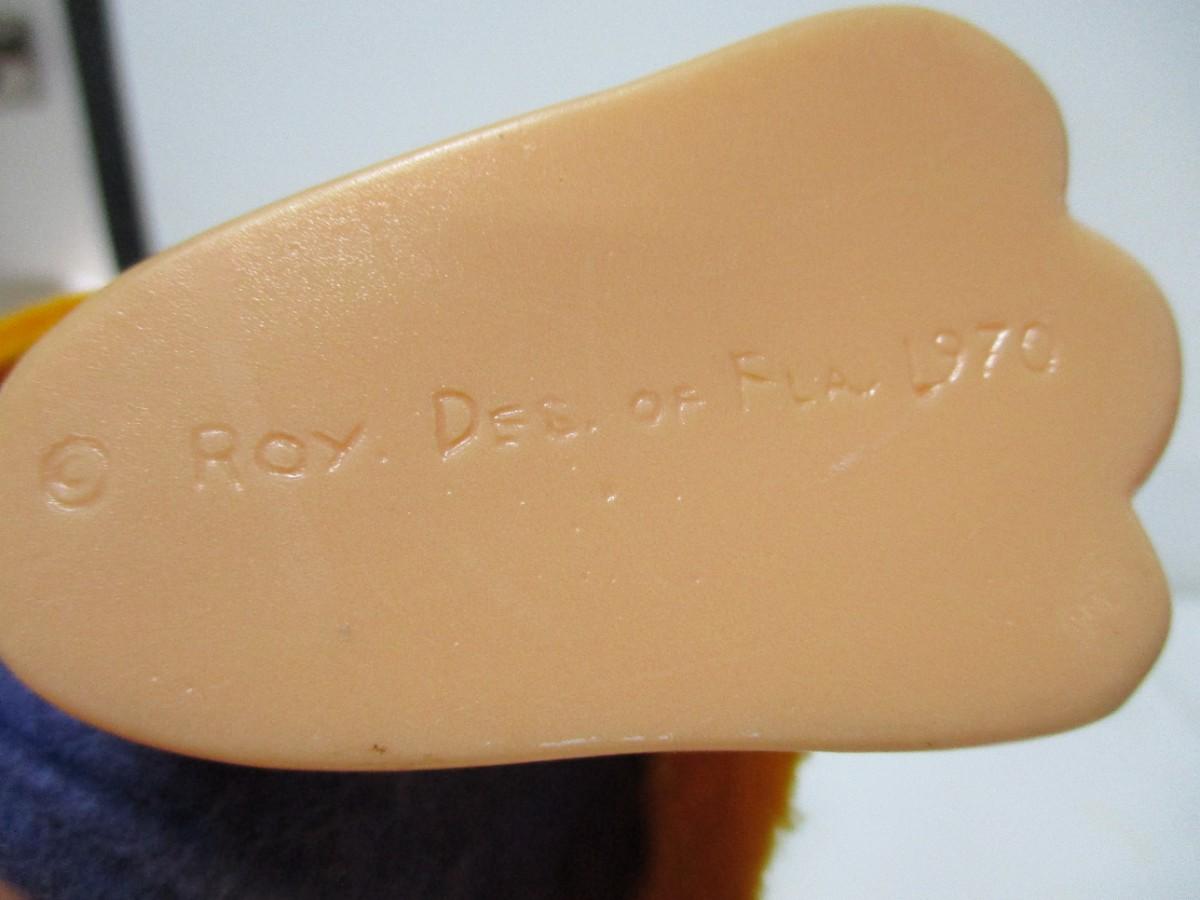 © ROY. DES. OF FLA. 1970